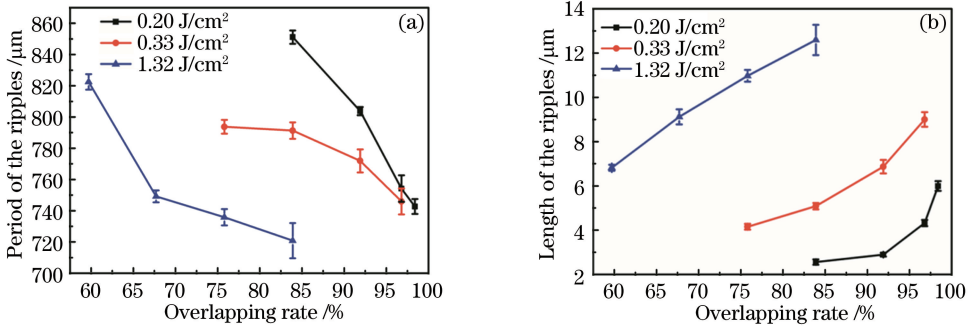 (a)
0.20 J/cm²
0.33 J/cm²
1.32 J/cm²
Period of the ripples /μm
860
840
820
800
780
760
740
720
700
60 65 70 75 80 85 90 95 100
Overlapping rate /%
(b)
0.20 J/cm²
0.33 J/cm²
1.32 J/cm²
Length of the ripples /μm
14
12
10
8
6
4
2
60 65 70 75 80 85 90 95 100
Overlapping rate /%